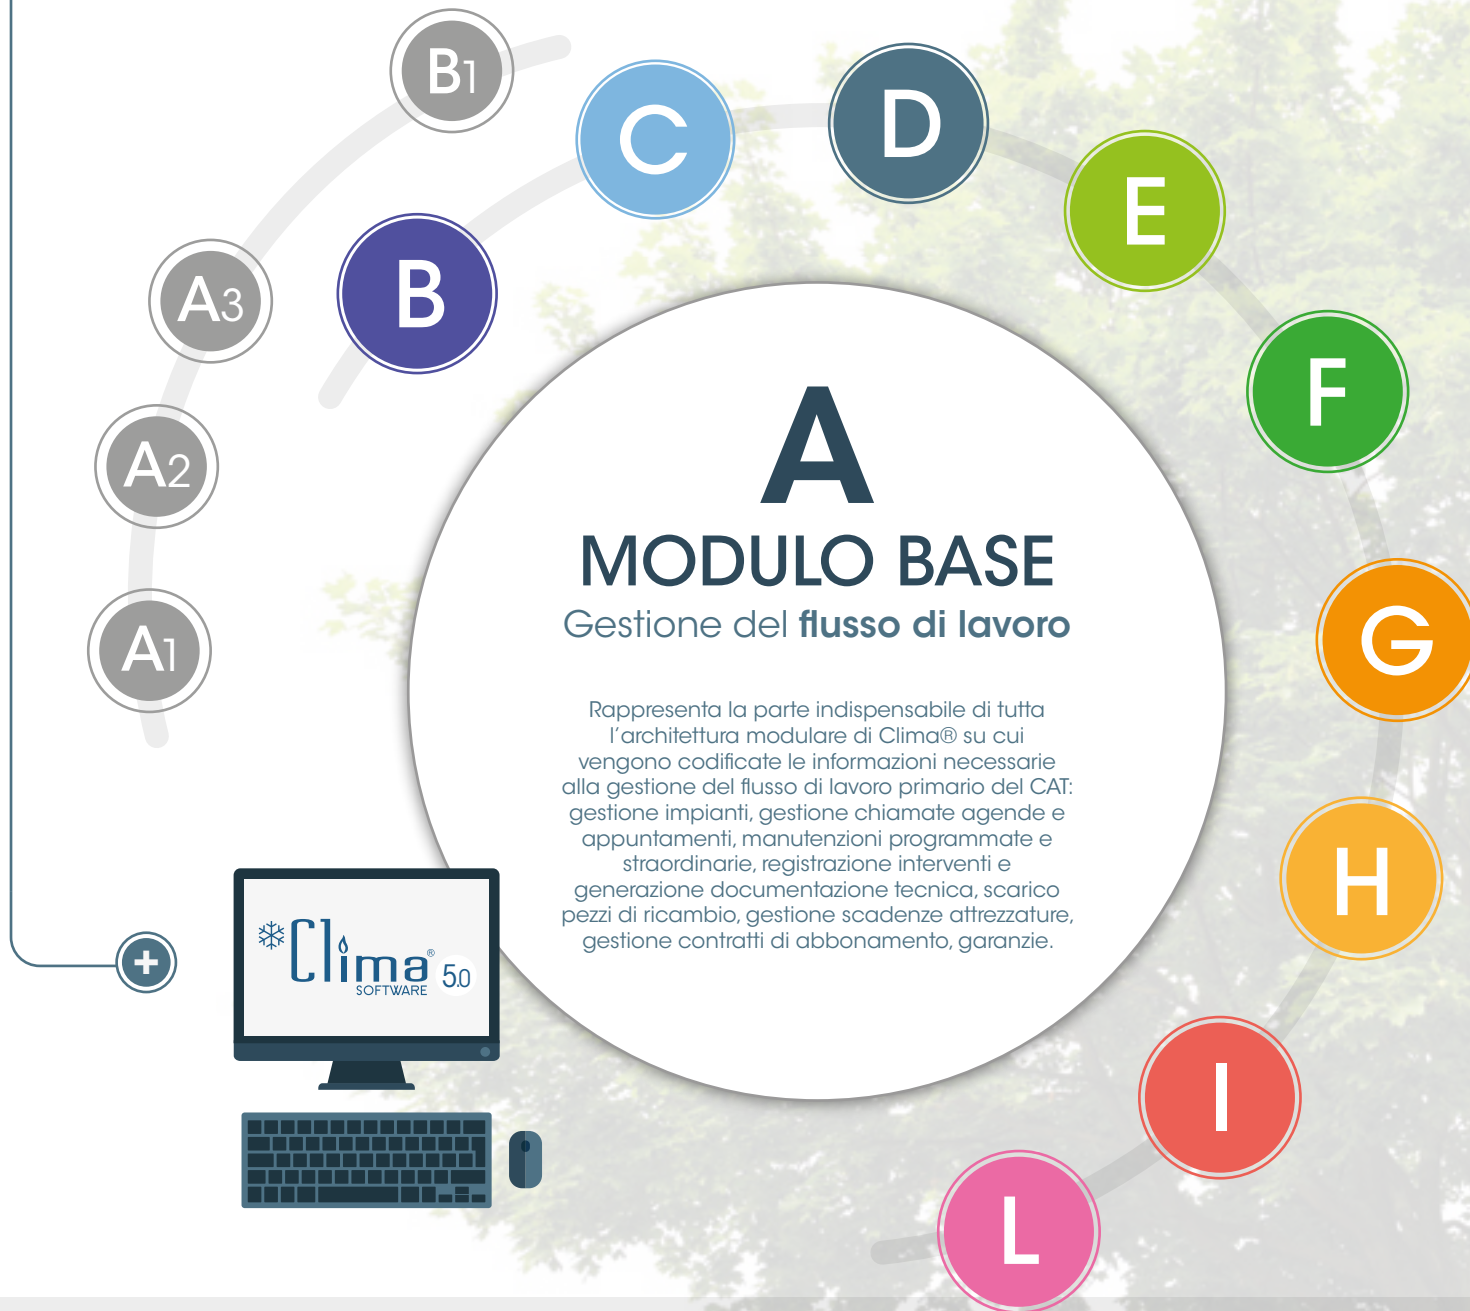 B1
C
D
E
A3
B
F
A2
A
MODULO BASE
Gestione del flusso di lavoro
G
A1
Rappresenta la parte indispensabile di tutta
l'architettura modulare di Clima® su cui
vengono codificate le informazioni necessarie
alla gestione del flusso di lavoro primario del CAT:
gestione impianti, gestione chiamate agende e
appuntamenti, manutenzioni programmate e
straordinarie, registrazione interventi e
generazione documentazione tecnica, scarico
pezzi di ricambio, gestione scadenze attrezzature,
gestione contratti di abbonamento, garanzie.
H
+
Clima® 5.0
SOFTWARE
I
L